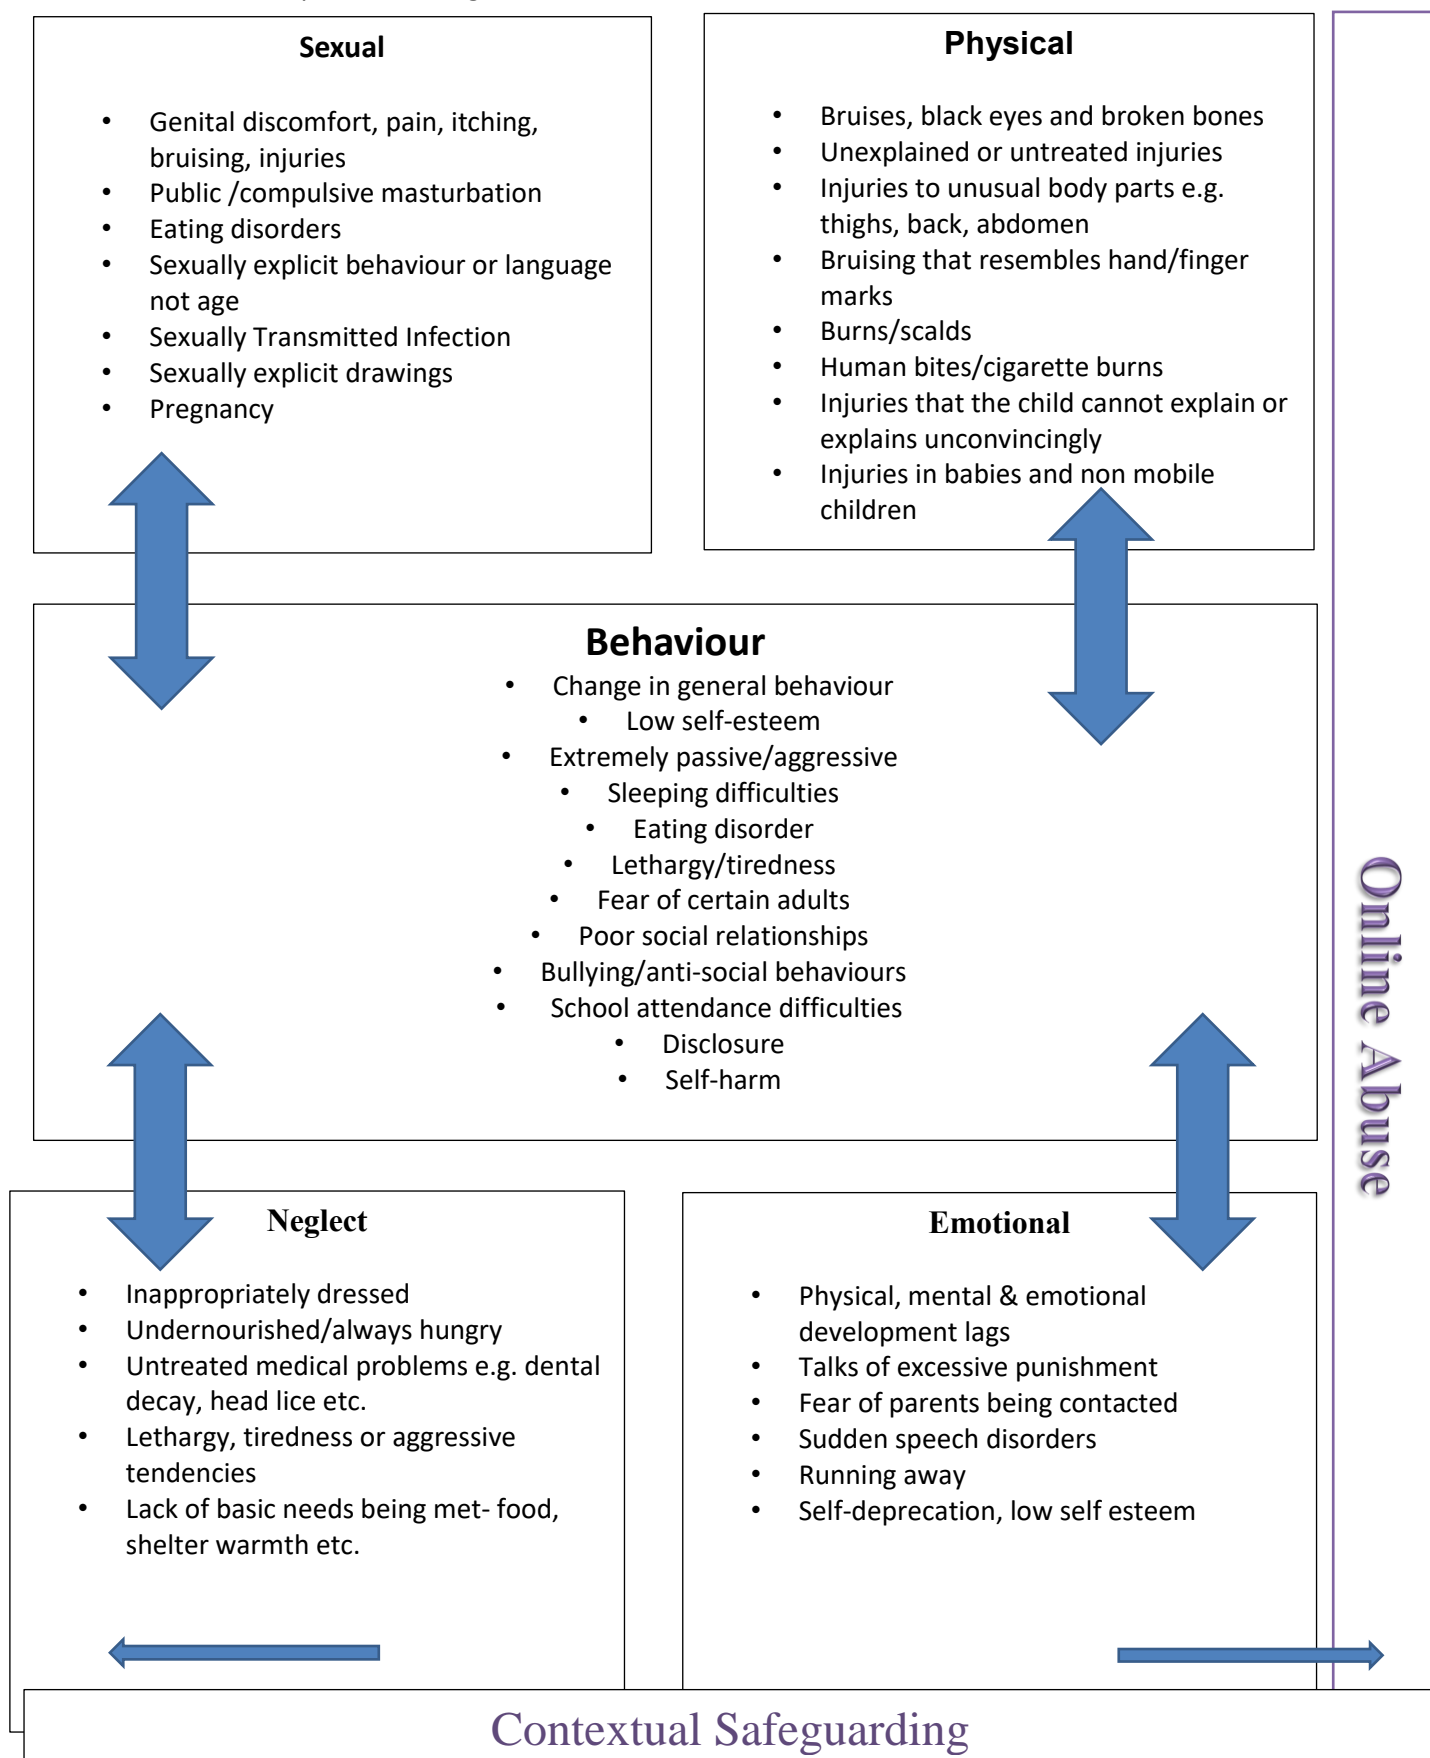 Sexual
• Genital discomfort, pain, itching,
bruising, injuries
• Public /compulsive masturbation
• Eating disorders
• Sexually explicit behaviour or language
not age
• Sexually Transmitted Infection
• Sexually explicit drawings
• Pregnancy
Physical
• Bruises, black eyes and broken bones
• Unexplained or untreated injuries
• Injuries to unusual body parts e.g.
thighs, back, abdomen
• Bruising that resembles hand/finger
marks
• Burns/scalds
• Human bites/cigarette burns
• Injuries that the child cannot explain or
explains unconvincingly
• Injuries in babies and non mobile
children
Behaviour
• Change in general behaviour
• Low self-esteem
• Extremely passive/aggressive
• Sleeping difficulties
• Eating disorder
• Lethargy/tiredness
• Fear of certain adults
• Poor social relationships
• Bullying/anti-social behaviours
• School attendance difficulties
• Disclosure
• Self-harm
Neglect
• Inappropriately dressed
• Undernourished/always hungry
• Untreated medical problems e.g. dental
decay, head lice etc.
• Lethargy, tiredness or aggressive
tendencies
• Lack of basic needs being met- food,
shelter warmth etc.
Emotional
• Physical, mental & emotional
development lags
• Talks of excessive punishment
• Fear of parents being contacted
• Sudden speech disorders
• Running away
• Self-deprecation, low self esteem
Online Abuse
Contextual Safeguarding